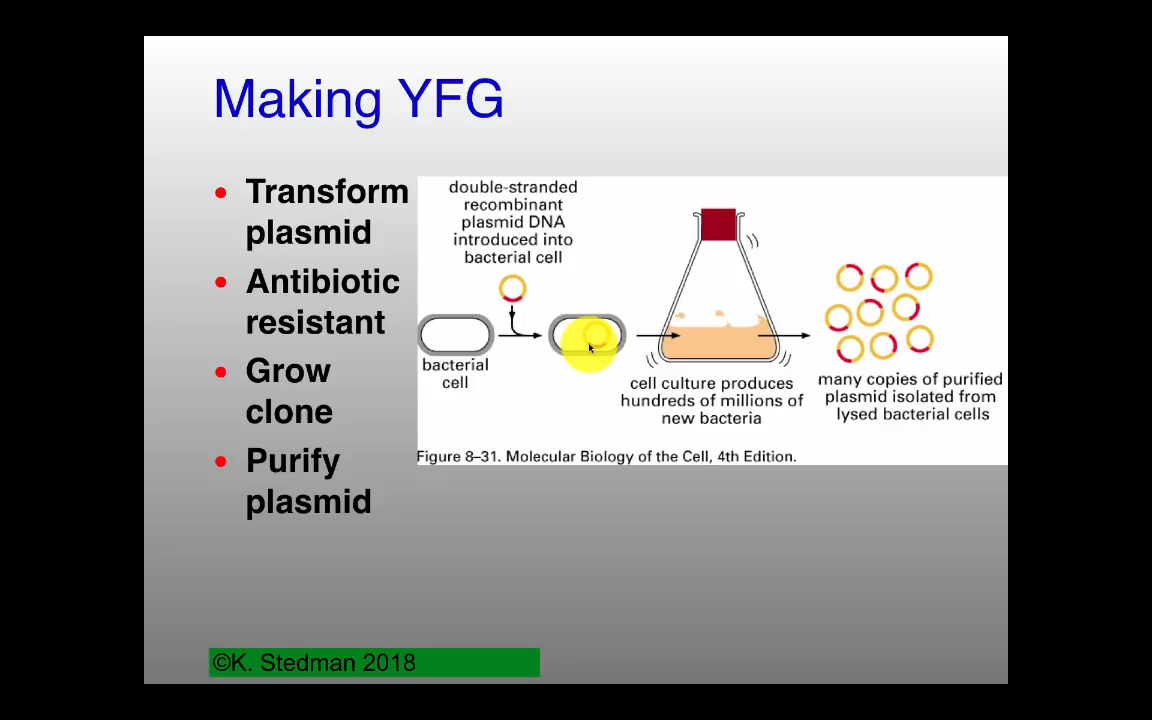 Making YFG
• Transform
plasmid
• Antibiotic
resistant
• Grow
clone
• Purify
plasmid
double-stranded
recombinant
plasmid DNA
introduced into
bacterial cell
bacterial
cell
cell culture produces
hundreds of millions of
new bacteria
many copies of purified
plasmid isolated from
lysed bacterial cells
Figure 8–31. Molecular Biology of the Cell, 4th Edition.
©K. Stedman 2018